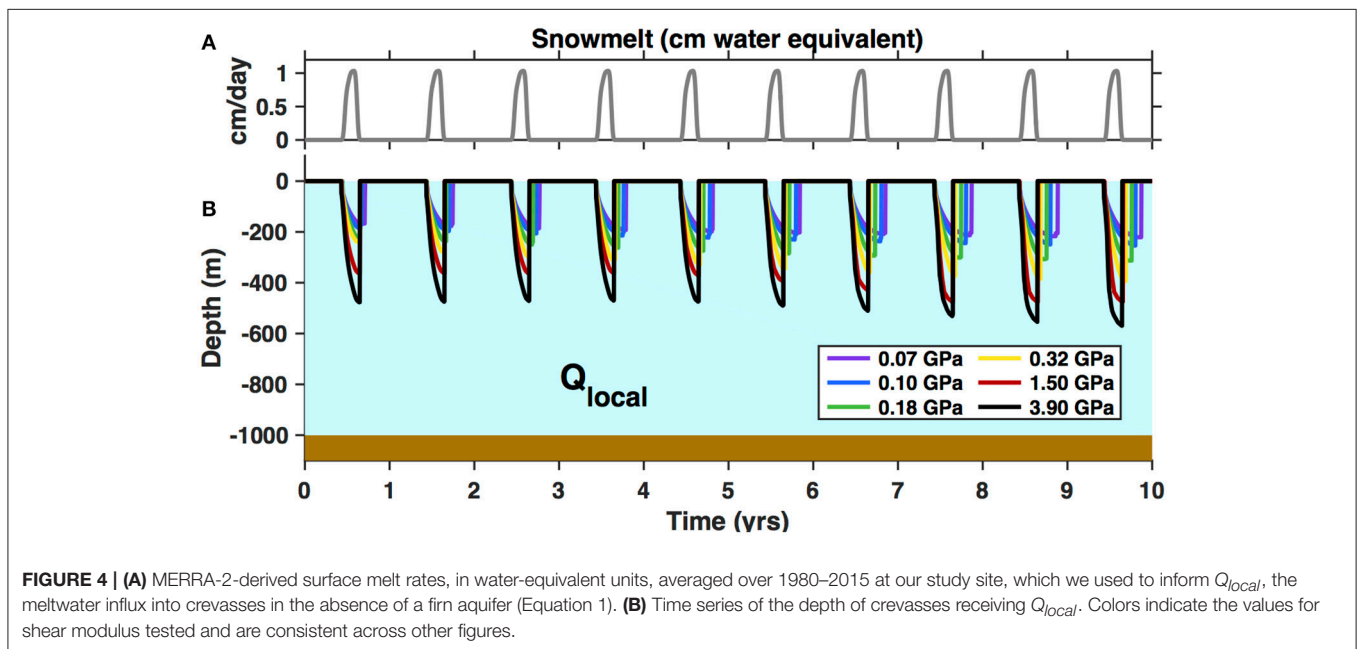 A
Snowmelt (cm water equivalent)
cm/day
1
0.5
0
B
Depth (m)
0
-200
-400
-600
-800
-1000
Qlocal
0.07 GPa 0.32 GPa
0.10 GPa 1.50 GPa
0.18 GPa 3.90 GPa
0 1 2 3 4 5 6 7 8 9 10
Time (yrs)
FIGURE 4 | (A) MERRA-2-derived surface melt rates, in water-equivalent units, averaged over 1980–2015 at our study site, which we used to inform Qlocal, the
meltwater influx into crevasses in the absence of a firn aquifer (Equation 1). (B) Time series of the depth of crevasses receiving Qlocal. Colors indicate the values for
shear modulus tested and are consistent across other figures.